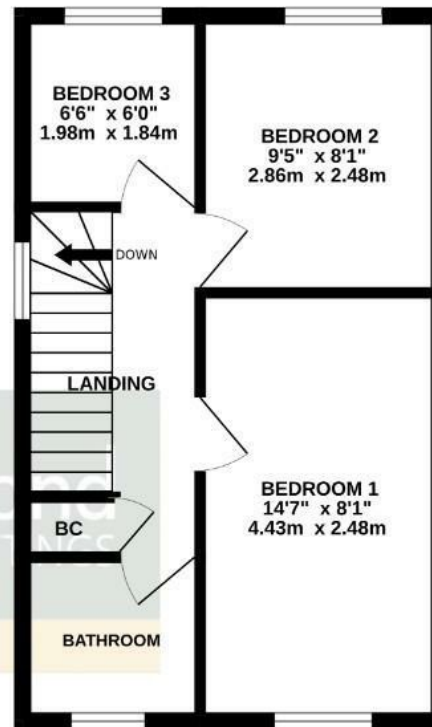 BEDROOM 3
6'6" x 6'0"
1.98m x 1.84m
BEDROOM 2
9'5" x 8'1"
2.86m x 2.48m
DOWN
LANDING
BEDROOM 1
14'7" x 8'1"
4.43m x 2.48m
BC
BATHROOM